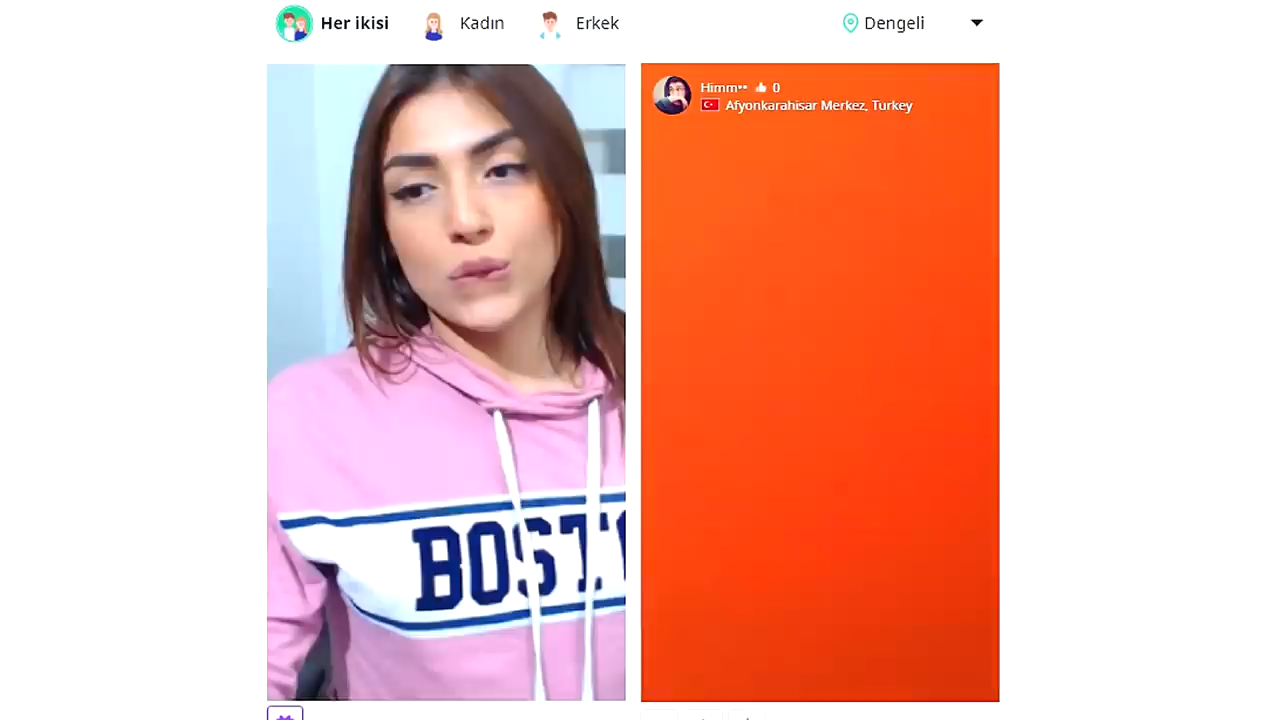 Her ikisi Kadın Erkek Dengeli
Himm•• 0
Afyonkarahisar Merkez, Turkey
BOST